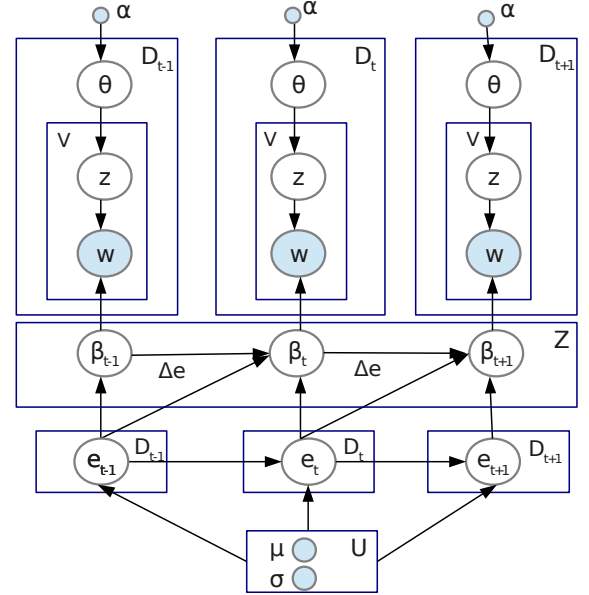 α α α
D_{t-1} D_t D_{t+1}
θ θ θ
V V V
z z z
w w w
Z
β_{t-1} β_t β_{t+1}
Δe Δe
D_{t-1} D_t D_{t+1}
e_{t-1} e_t e_{t+1}
μ U
σ